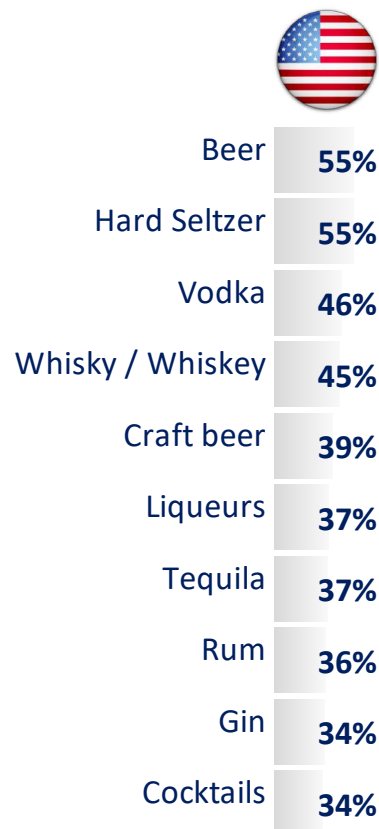 Beer 55%
Hard Seltzer 55%
Vodka 46%
Whisky / Whiskey 45%
Craft beer 39%
Liqueurs 37%
Tequila 37%
Rum 36%
Gin 34%
Cocktails 34%